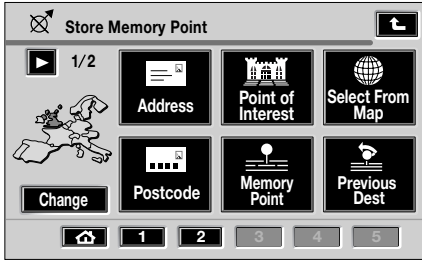 Store Memory Point
1/2
Address
Point of
Interest
Select From
Map
Change
Postcode
Memory
Point
Previous
Dest
1 2 3 4 5